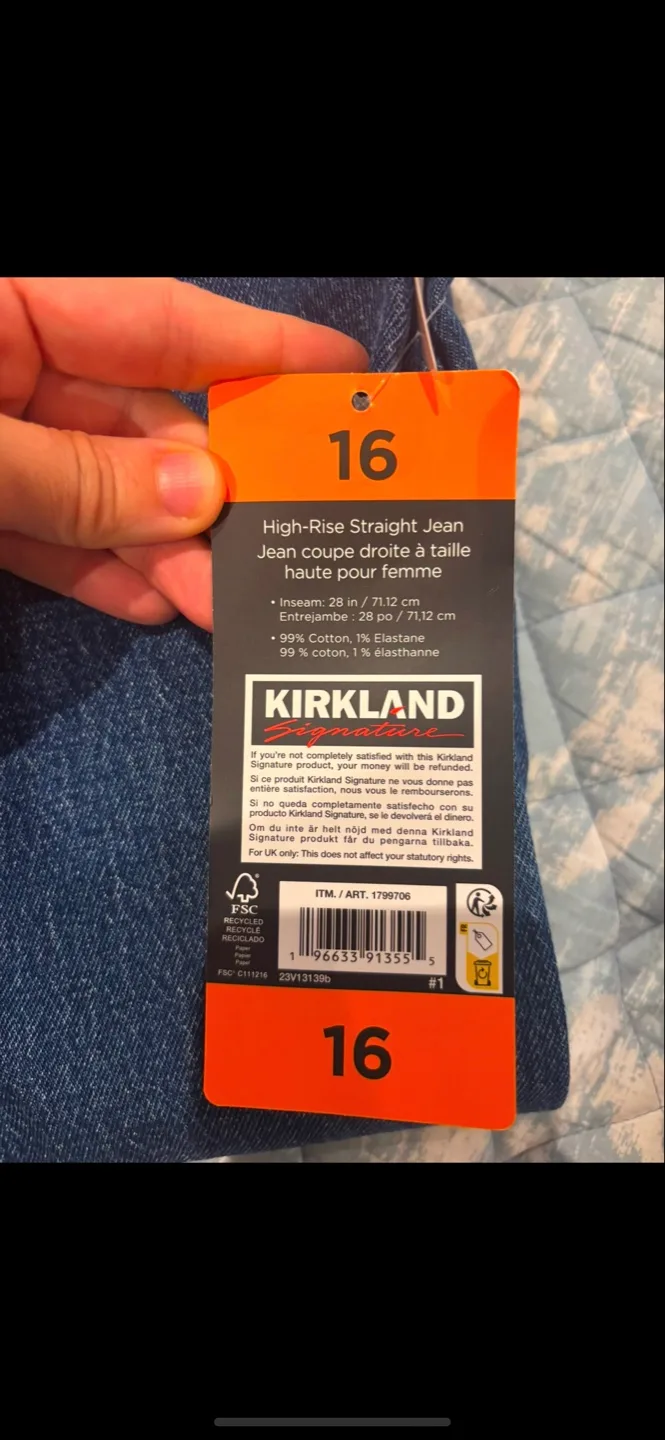 16
High-Rise Straight Jean
Jean coupe droite à taille
haute pour femme
• Inseam: 28 in / 71.12 cm
Entrejambe : 28 po / 71,12 cm
• 99% Cotton, 1% Elastane
99 % coton, 1 % élasthanne
KIRKLAND
Signature
If you're not completely satisfied with this Kirkland
Signature product, your money will be refunded.
Si ce produit Kirkland Signature ne vous donne pas
entière satisfaction, nous vous le rembourserons.
Si no queda completamente satisfecho con su
producto Kirkland Signature, se le devolverá el dinero.
Om du inte är helt nöjd med denna Kirkland
Signature produkt får du pengarna tillbaka.
For UK only: This does not affect your statutory rights.
FSC®
RECYCLED
RECYCLÉ
RECICLADO
Paper
Papier
Papel
FSC® C111216
ITM. / ART. 1799706
1 96633 91355 5
23V13139b
#1
16